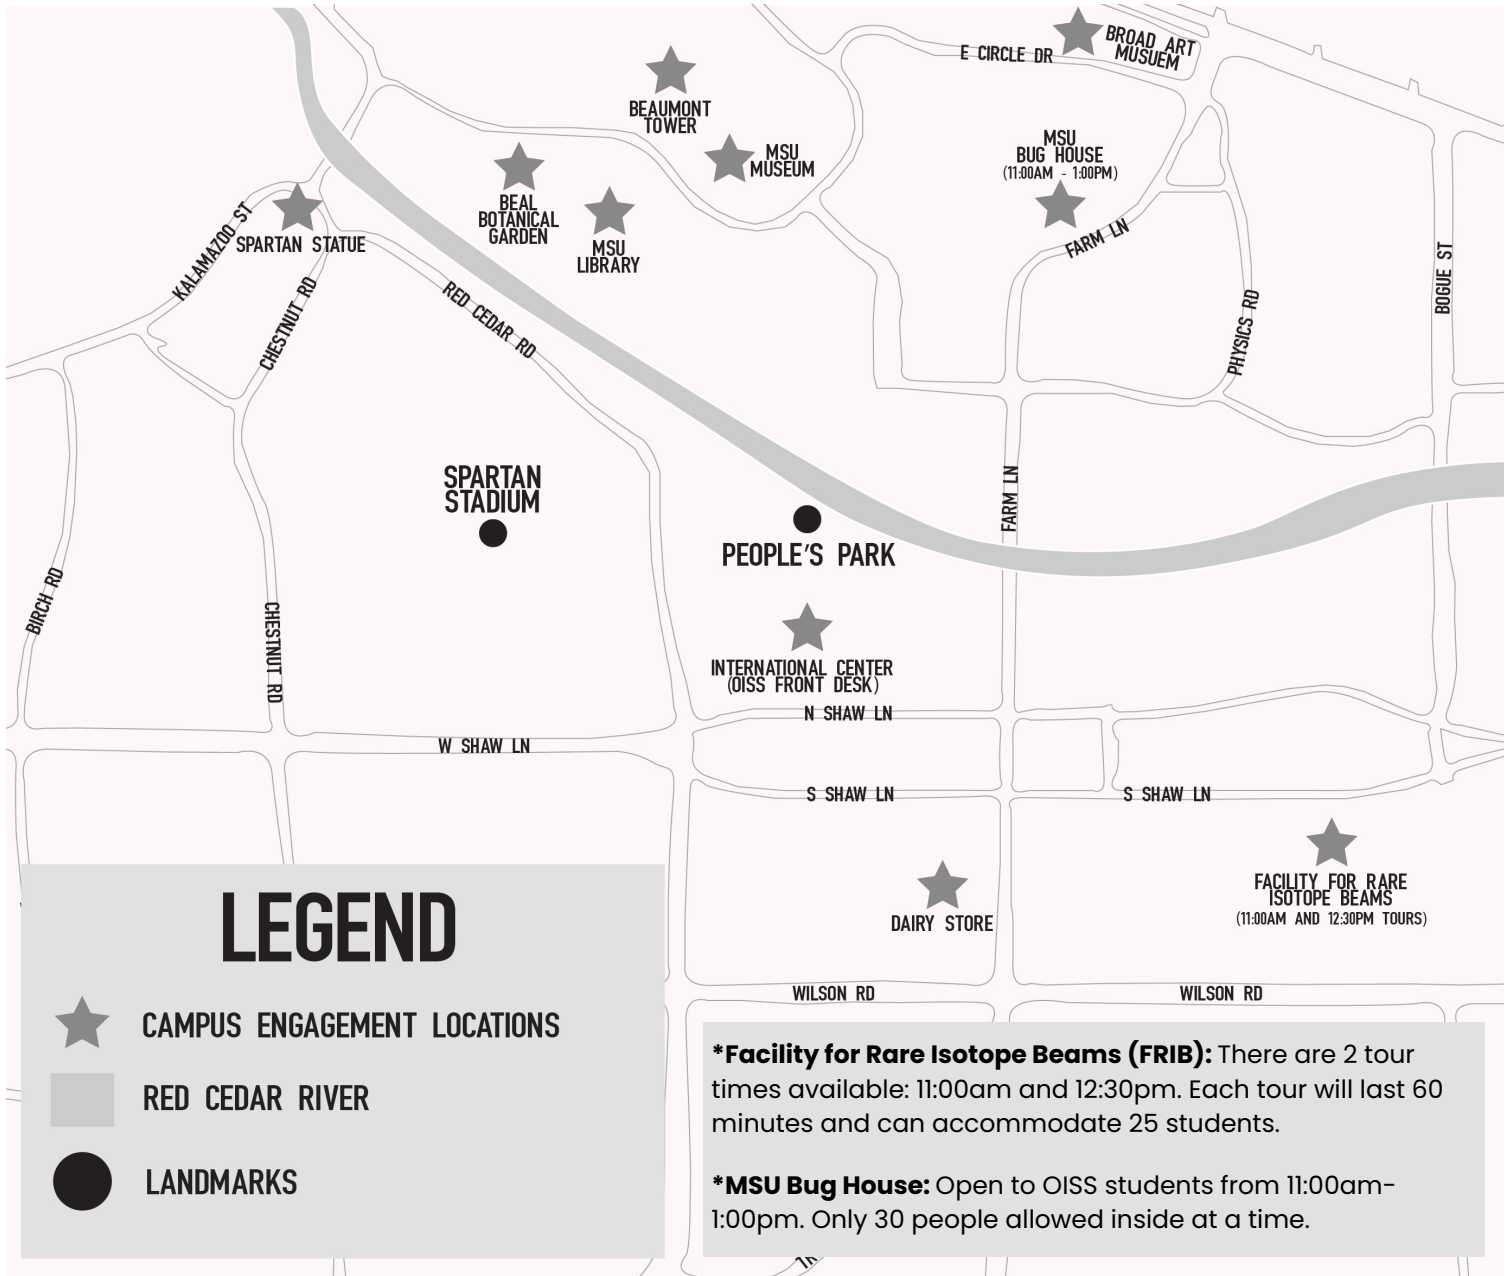 E CIRCLE DR
BROAD ART
MUSUEM
BEAUMONT
TOWER
MSU
MUSEUM
MSU
BUG HOUSE
(11:00AM - 1:00PM)
BEAL
BOTANICAL
GARDEN
MSU
LIBRARY
KALAMAZOO ST
SPARTAN STATUE
FARM LN
CHESTNUT RD
RED CEDAR RD
PHYSICS RD
BOGUE ST
SPARTAN
STADIUM
FARM LN
PEOPLE'S PARK
BIRCH RD
CHESTNUT RD
INTERNATIONAL CENTER
(OISS FRONT DESK)
N SHAW LN
W SHAW LN
S SHAW LN
S SHAW LN
FACILITY FOR RARE
ISOTOPE BEAMS
(11:00AM AND 12:30PM TOURS)
DAIRY STORE
WILSON RD
WILSON RD
LEGEND
CAMPUS ENGAGEMENT LOCATIONS
RED CEDAR RIVER
LANDMARKS
*Facility for Rare Isotope Beams (FRIB): There are 2 tour
times available: 11:00am and 12:30pm. Each tour will last 60
minutes and can accommodate 25 students.
*MSU Bug House: Open to OISS students from 11:00am-
1:00pm. Only 30 people allowed inside at a time.